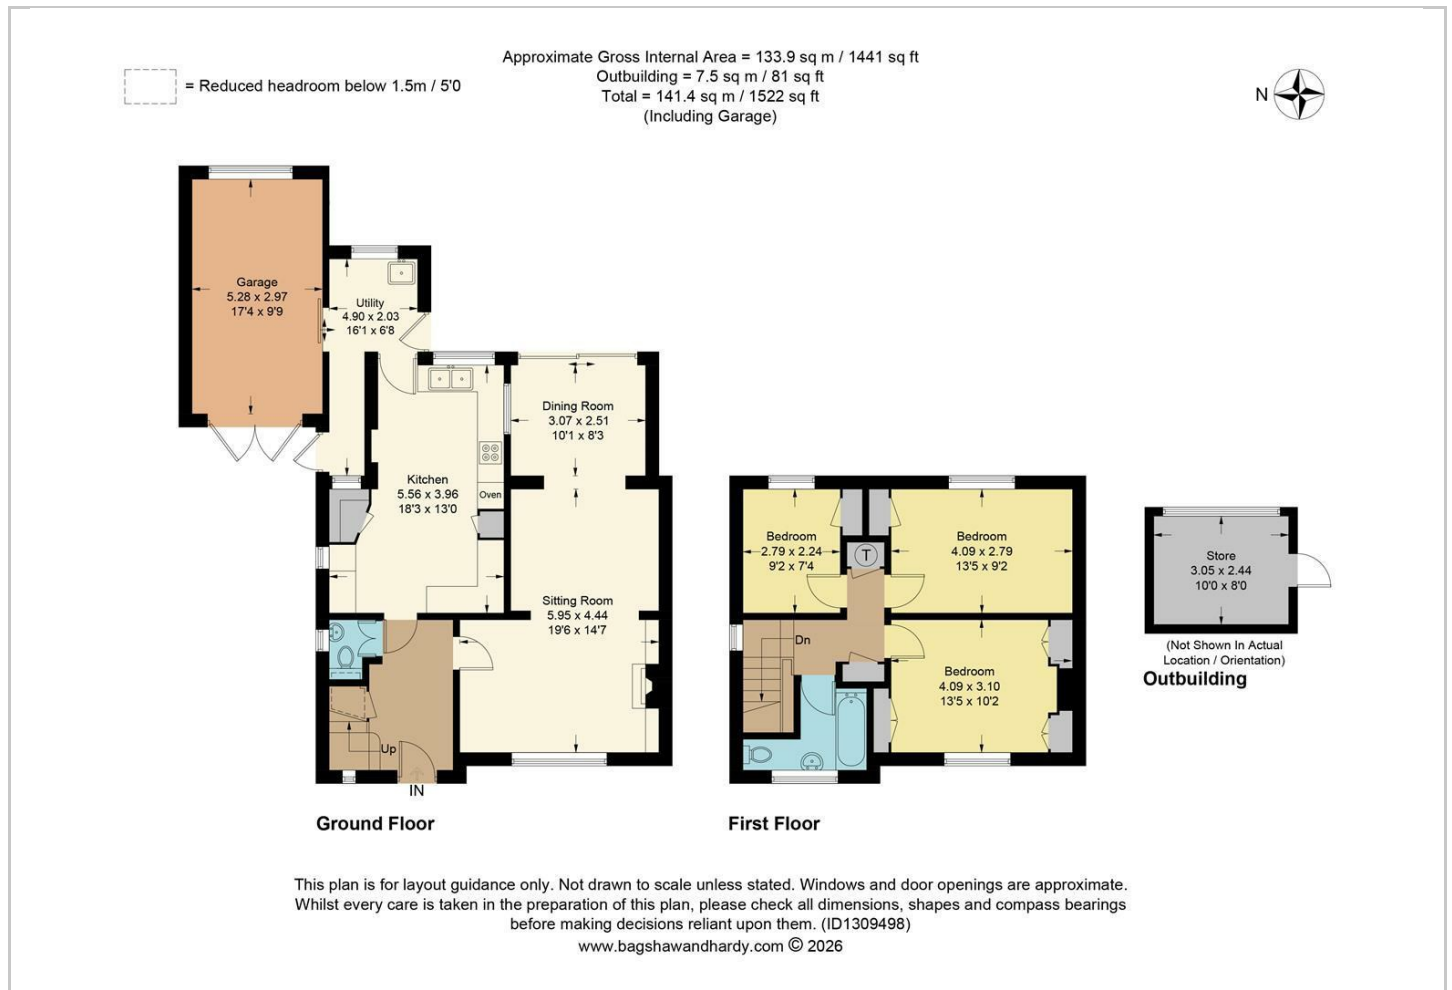 = Reduced headroom below 1.5m / 5'0
Approximate Gross Internal Area = 133.9 sq m / 1441 sq ft
Outbuilding = 7.5 sq m / 81 sq ft
Total = 141.4 sq m / 1522 sq ft
(Including Garage)
N
Garage
5.28 x 2.97
17'4 x 9'9
Utility
4.90 x 2.03
16'1 x 6'8
Dining Room
3.07 x 2.51
10'1 x 8'3
Kitchen
5.56 x 3.96
18'3 x 13'0
Oven
Sitting Room
5.95 x 4.44
19'6 x 14'7
Up
IN
Ground Floor
Bedroom
2.79 x 2.24
9'2 x 7'4
T
Bedroom
4.09 x 2.79
13'5 x 9'2
Dn
Bedroom
4.09 x 3.10
13'5 x 10'2
First Floor
Store
3.05 x 2.44
10'0 x 8'0
(Not Shown In Actual
Location / Orientation)
Outbuilding
This plan is for layout guidance only. Not drawn to scale unless stated. Windows and door openings are approximate.
Whilst every care is taken in the preparation of this plan, please check all dimensions, shapes and compass bearings
before making decisions reliant upon them. (ID1309498)
www.bagshawandhardy.com © 2026